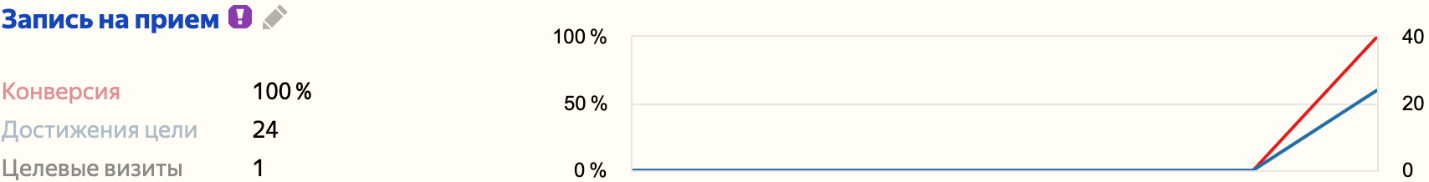 Запись на прием
Конверсия 100 %
Достижения цели 24
Целевые визиты 1
100 % 40
50 % 20
0 % 0